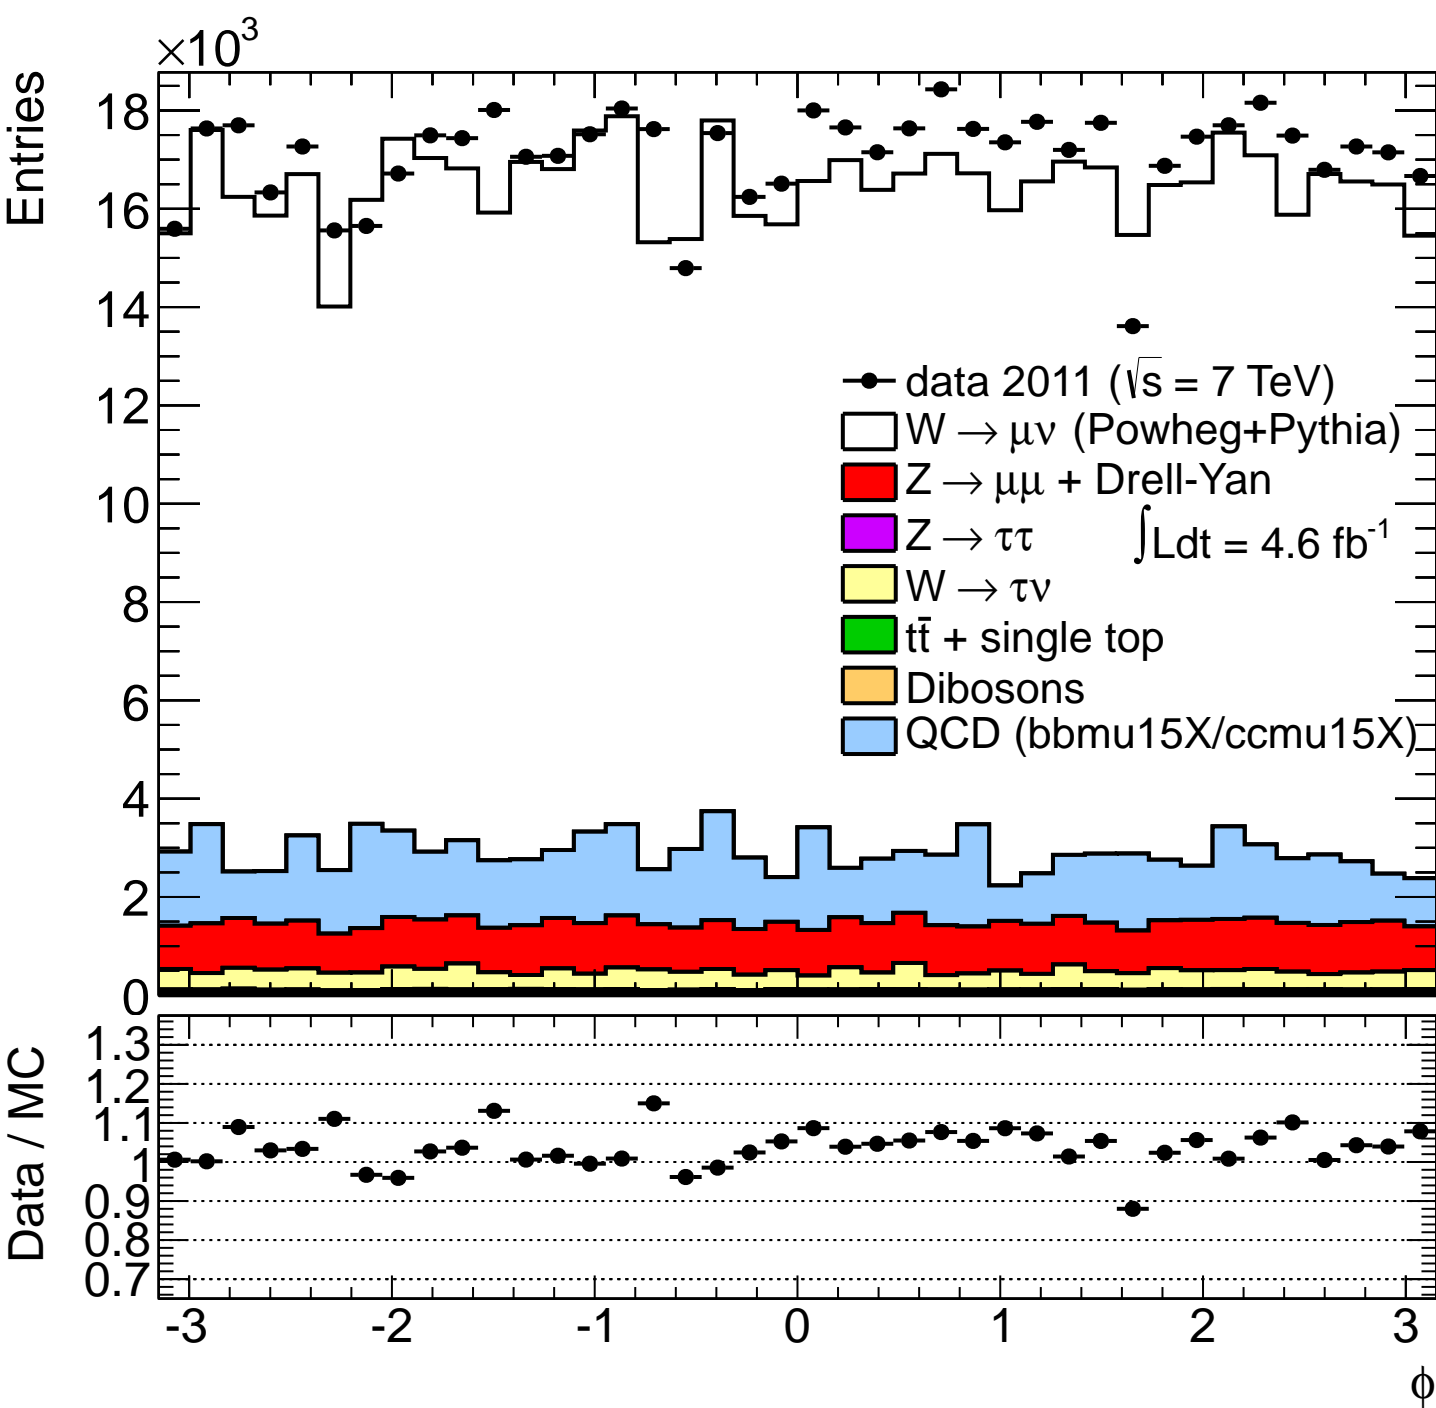 ×10³
Entries
18
16
14
12
10
8
6
4
2
0
data 2011 (√s = 7 TeV)
W → μν (Powheg+Pythia)
Z → μμ + Drell-Yan
Z → ττ
∫Ldt = 4.6 fb⁻¹
W → τν
tt̄ + single top
Dibosons
QCD (bbmu15X/ccmu15X)
Data / MC
1.3
1.2
1.1
1
0.9
0.8
0.7
-3 -2 -1 0 1 2 3
ϕ